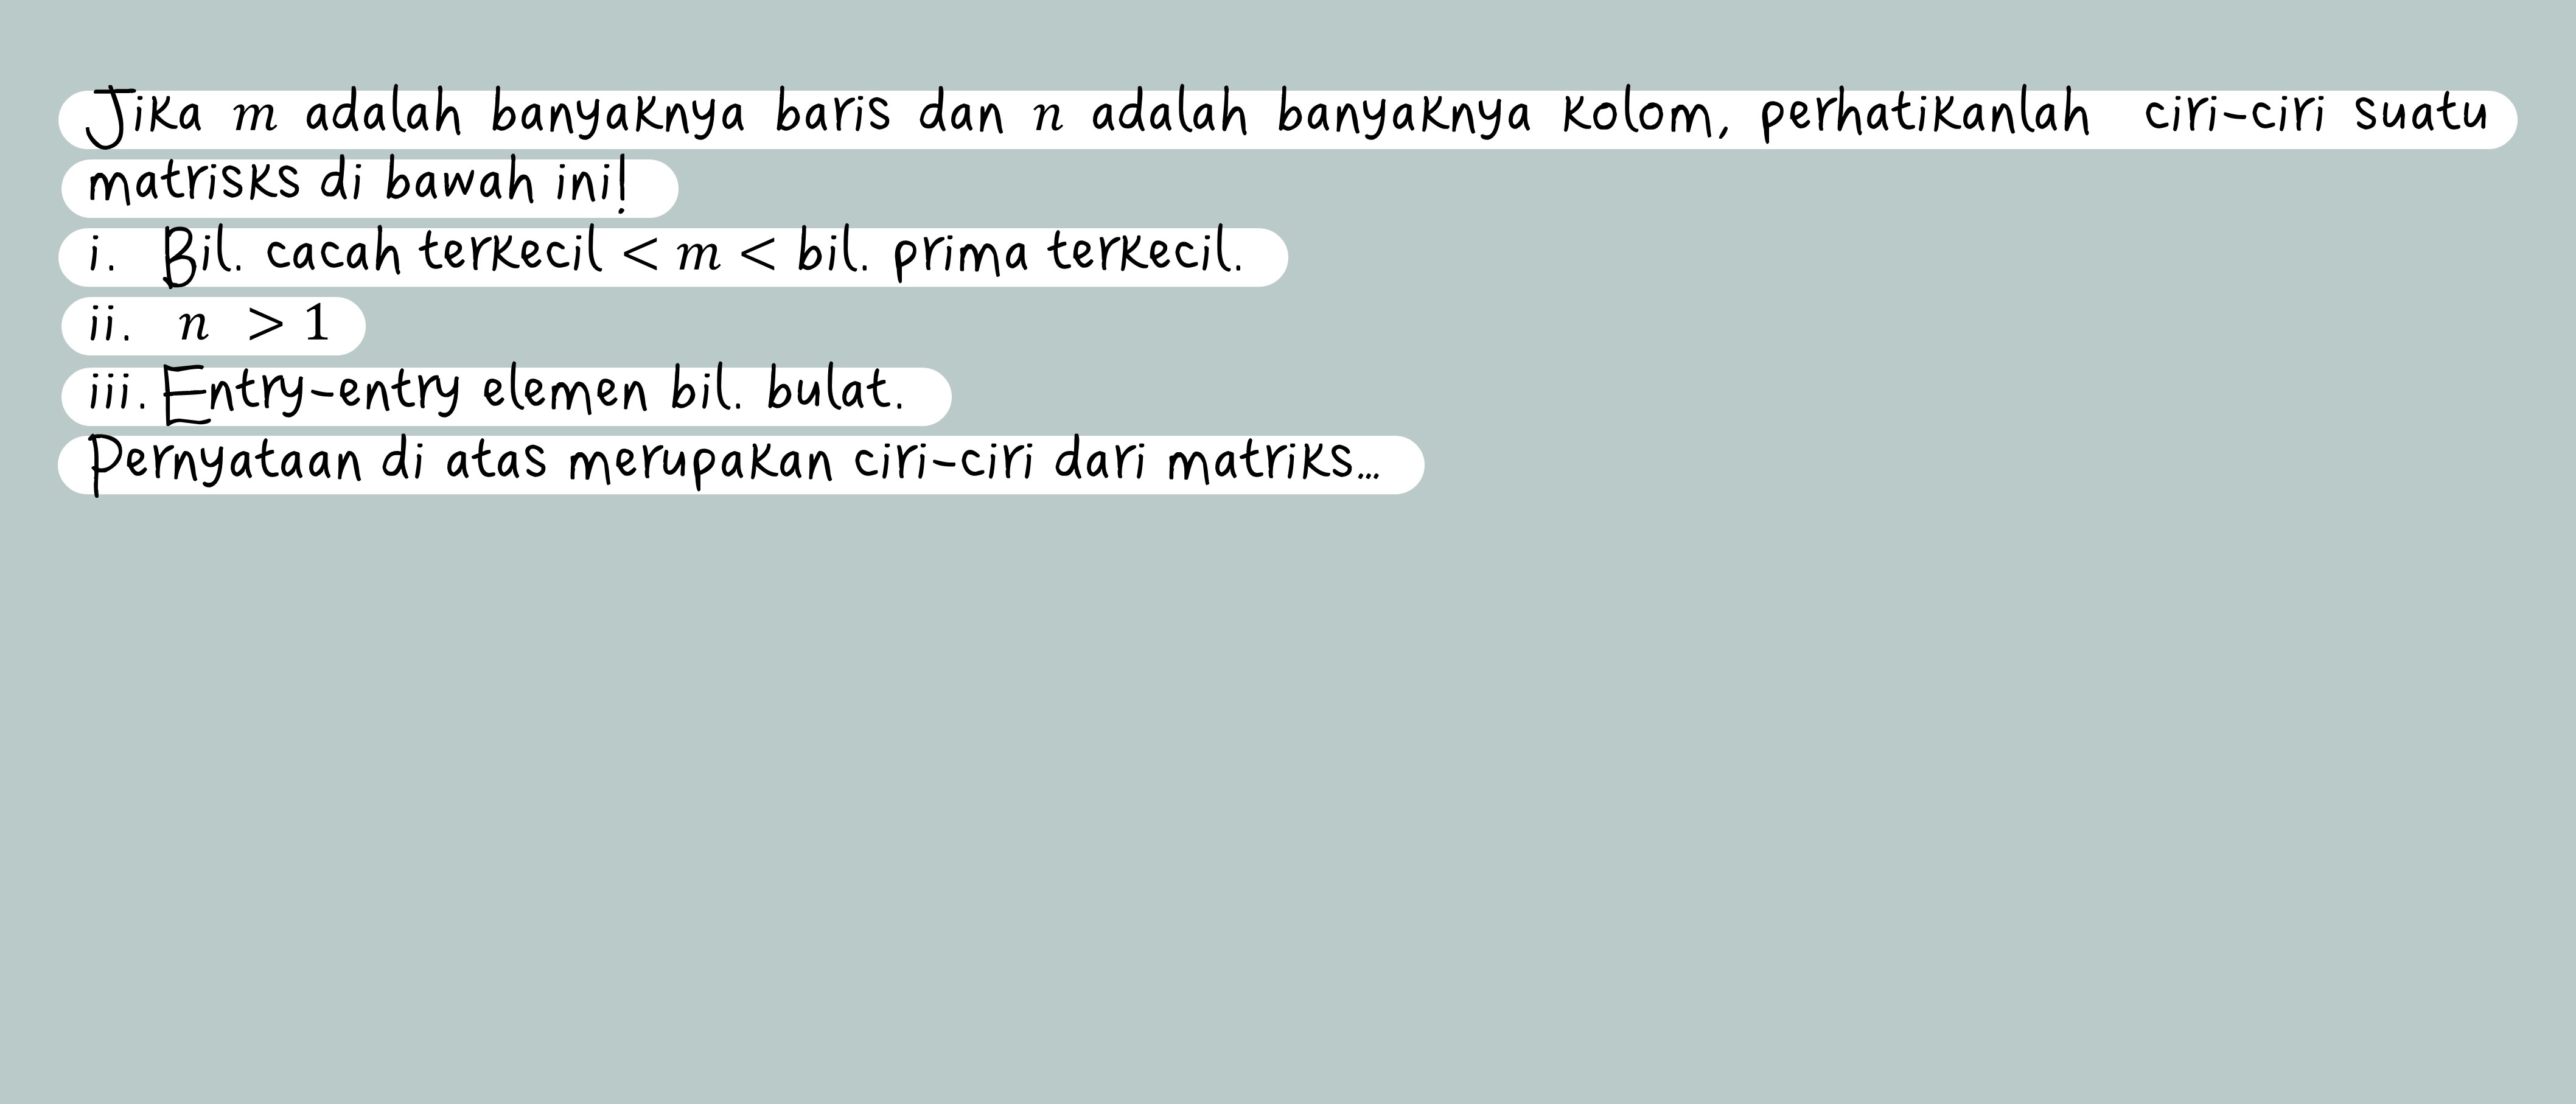 Jika m adalah banyaknya baris dan n adalah banyaknya kolom, perhatikanlah ciri-ciri suatu
matrisks di bawah ini!
i. Bil. cacah terkecil < m < bil. prima terkecil.
ii. n > 1
iii. Entry-entry elemen bil. bulat.
Pernyataan di atas merupakan ciri-ciri dari matriks...